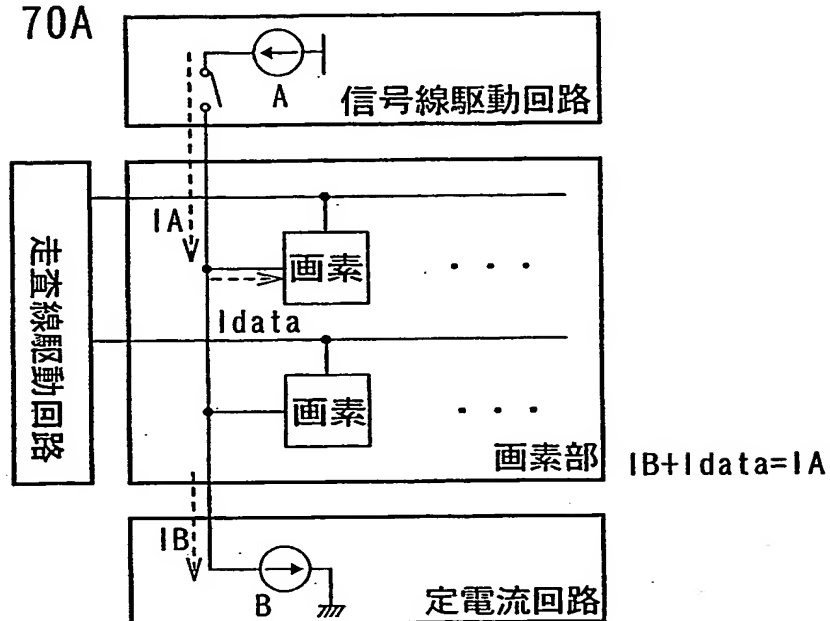 70A
A
信号線駆動回路
IA
走査線駆動回路
画素
・・・
Idata
画素
・・・
画素部
IB+Idata=IA
IB
B
定電流回路